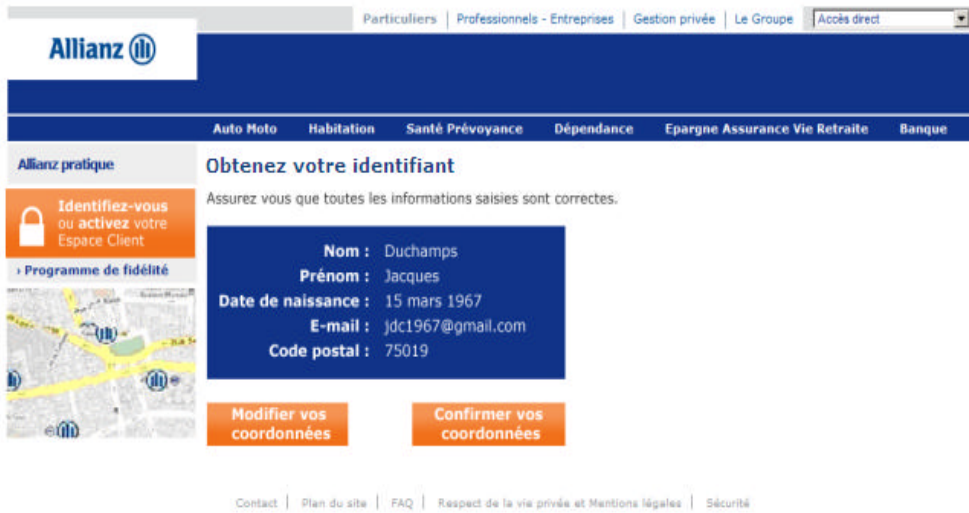 Particuliers | Professionnels - Entreprises | Gestion privée | Le Groupe
Accès direct
Allianz
Auto Moto Habitation Santé Prévoyance Dépendance Epargne Assurance Vie Retraite Banque
Allianz pratique
Identifiez-vous
ou activez votre
Espace Client
› Programme de fidélité
Obtenez votre identifiant
Assurez vous que toutes les informations saisies sont correctes.
Nom : Duchamps
Prénom : Jacques
Date de naissance : 15 mars 1967
E-mail : jdc1967@gmail.com
Code postal : 75019
Modifier vos
coordonnées
Confirmer vos
coordonnées
Contact | Plan du site | FAQ | Respect de la vie privée et Mentions légales | Sécurité